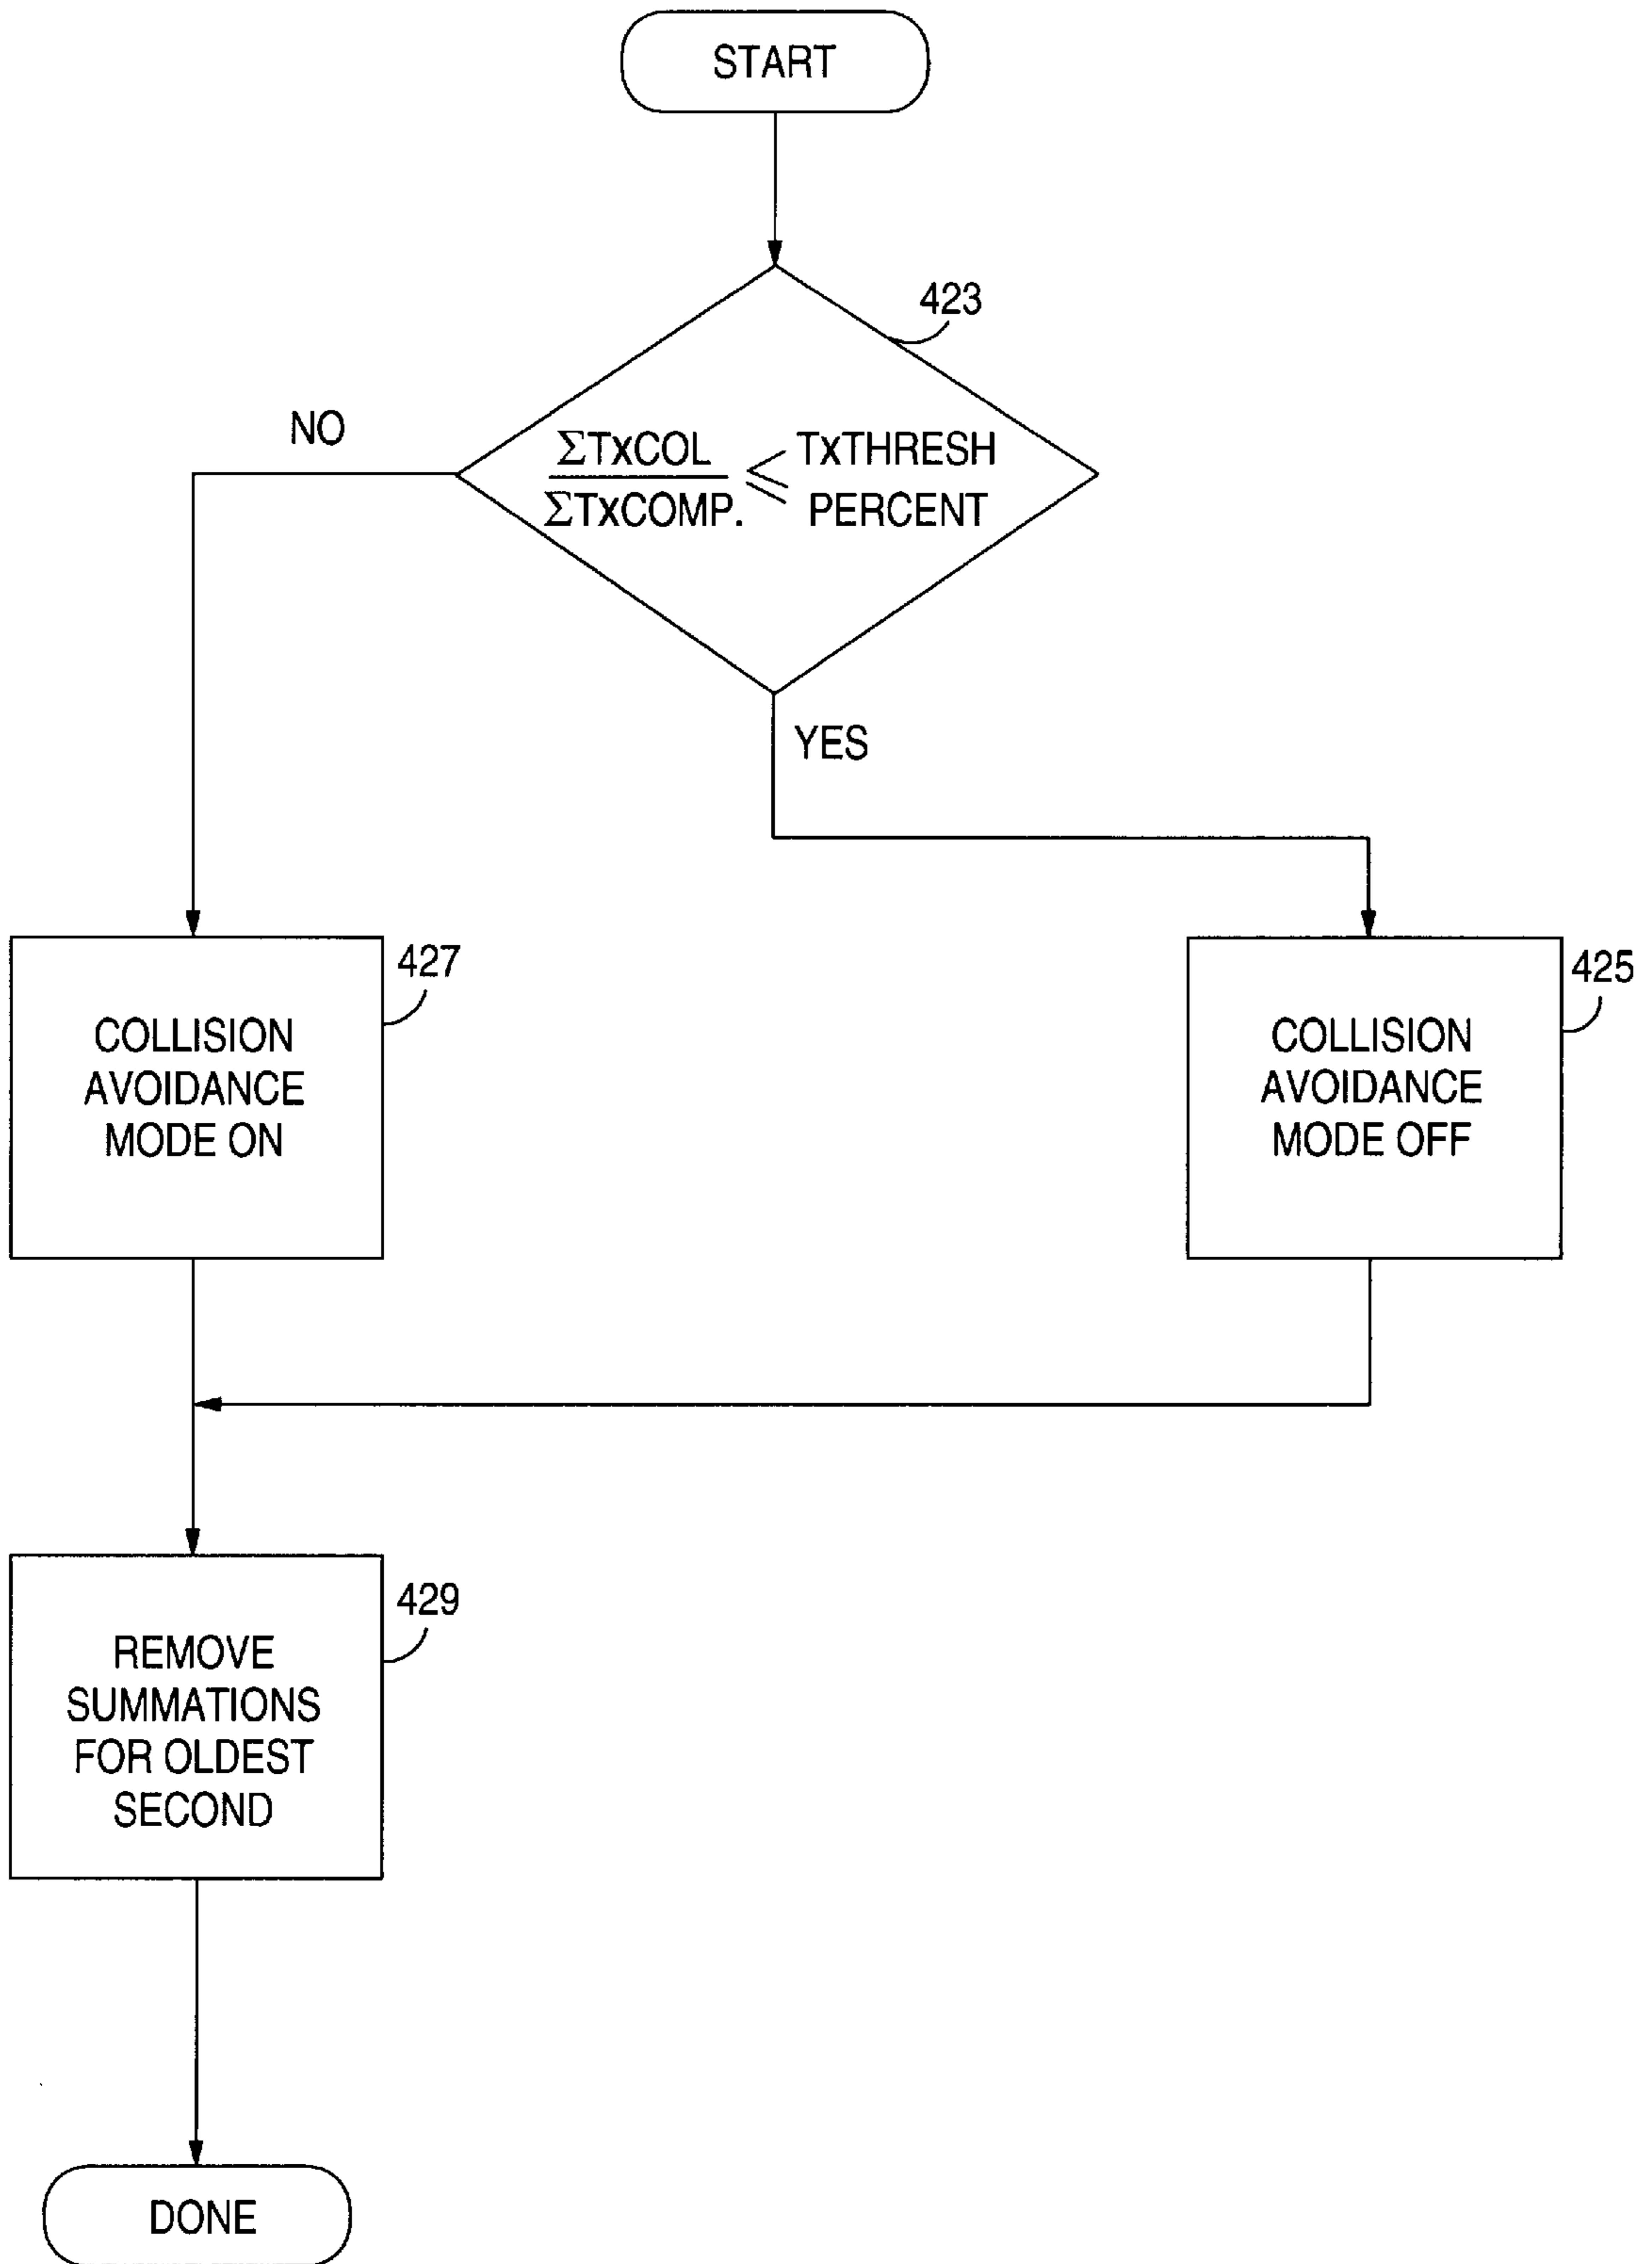 START
423
NO
ΣTXCOL ≤ TXTHRESH
ΣTXCOMP. PERCENT
YES
427
COLLISION
AVOIDANCE
MODE ON
425
COLLISION
AVOIDANCE
MODE OFF
429
REMOVE
SUMMATIONS
FOR OLDEST
SECOND
DONE